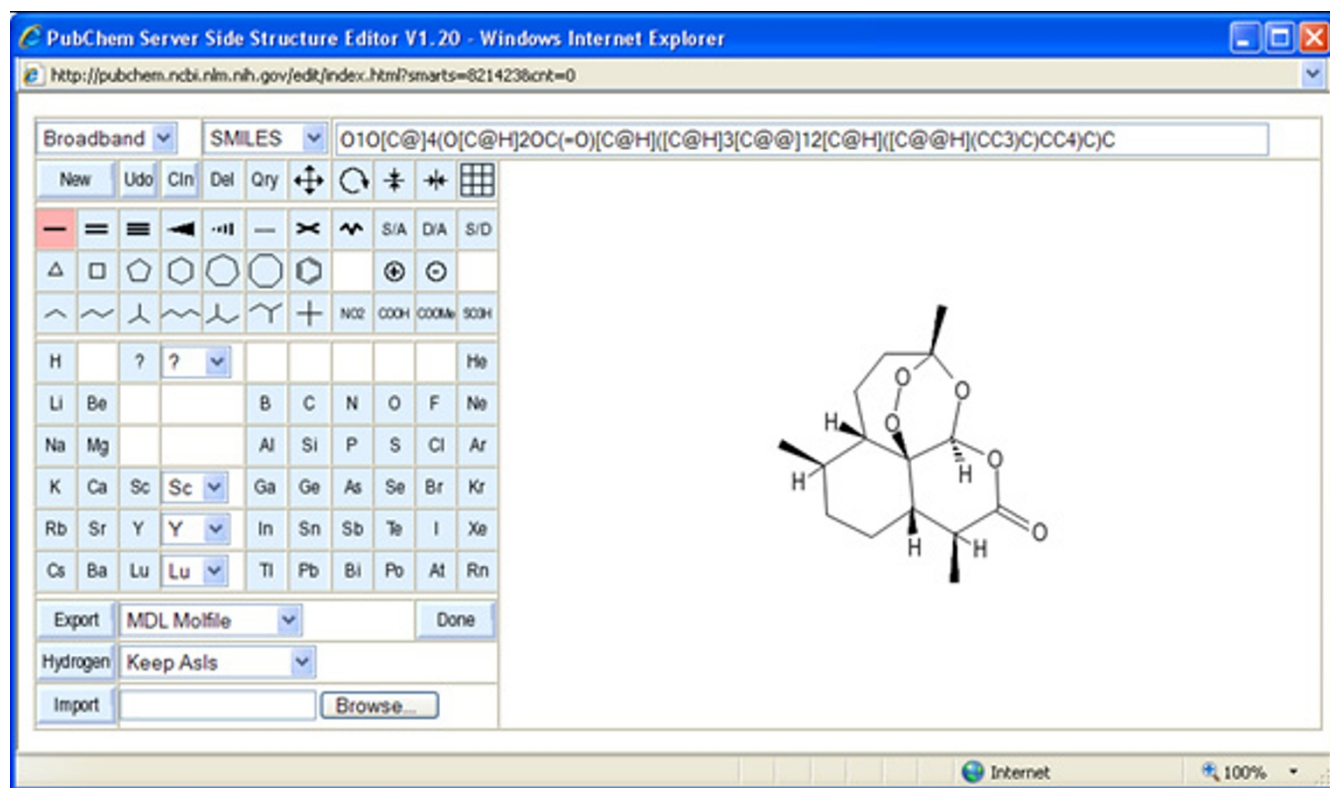 PubChem Server Side Structure Editor V1.20 - Windows Internet Explorer
http://pubchem.ncbi.nlm.nih.gov/edit/index.html?smarts=821423&cnt=0
Broadband SMILES O1O[C@]4(O[C@H]2OC(=O)[C@H]([C@H]3[C@@]12[C@H]([C@@H](CC3)C)CC4)C)C
New Udo Cln Del Qry
S/A D/A S/D
NO2 COOH COOMe SO3H
H ? ? He
Li Be B C N O F Ne
Na Mg Al Si P S Cl Ar
K Ca Sc Sc Ga Ge As Se Br Kr
Rb Sr Y Y In Sn Sb Te I Xe
Cs Ba Lu Lu Tl Pb Bi Po At Rn
Export MDL Molfile Done
Hydrogen Keep AsIs
Import Browse...
O
O
H O
H
O
H
H
O
H
Internet 100%